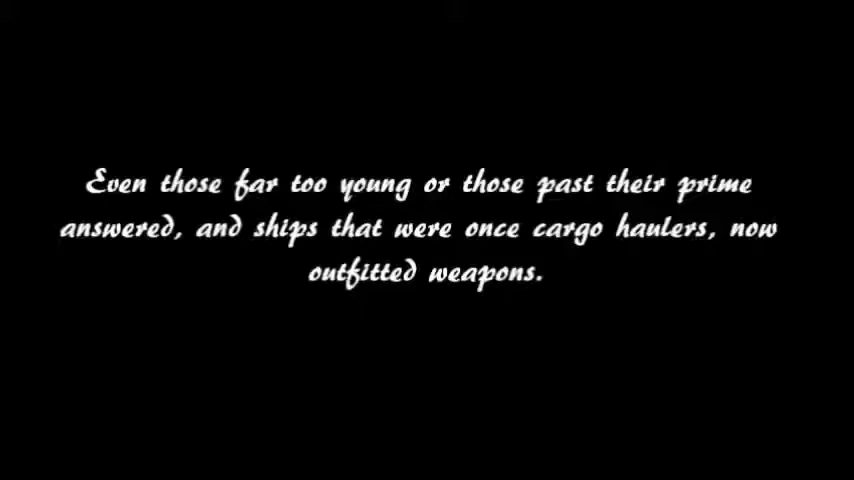 Even those far too young or those past their prime
answered, and ships that were once cargo haulers, now
outfitted weapons.